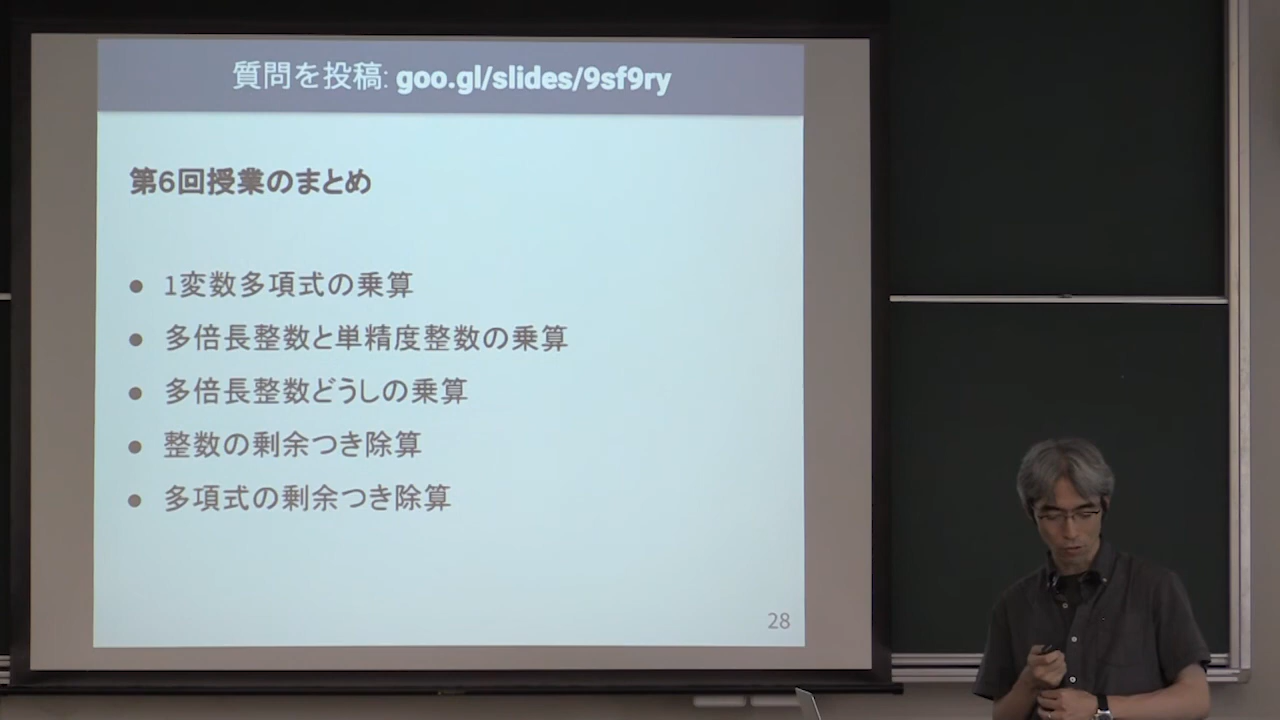 質問を投稿: goo.gl/slides/9sf9ry
第6回授業のまとめ
● 1変数多項式の乗算
● 多倍長整数と単精度整数の乗算
● 多倍長整数どうしの乗算
● 整数の剰余つき除算
● 多項式の剰余つき除算
28